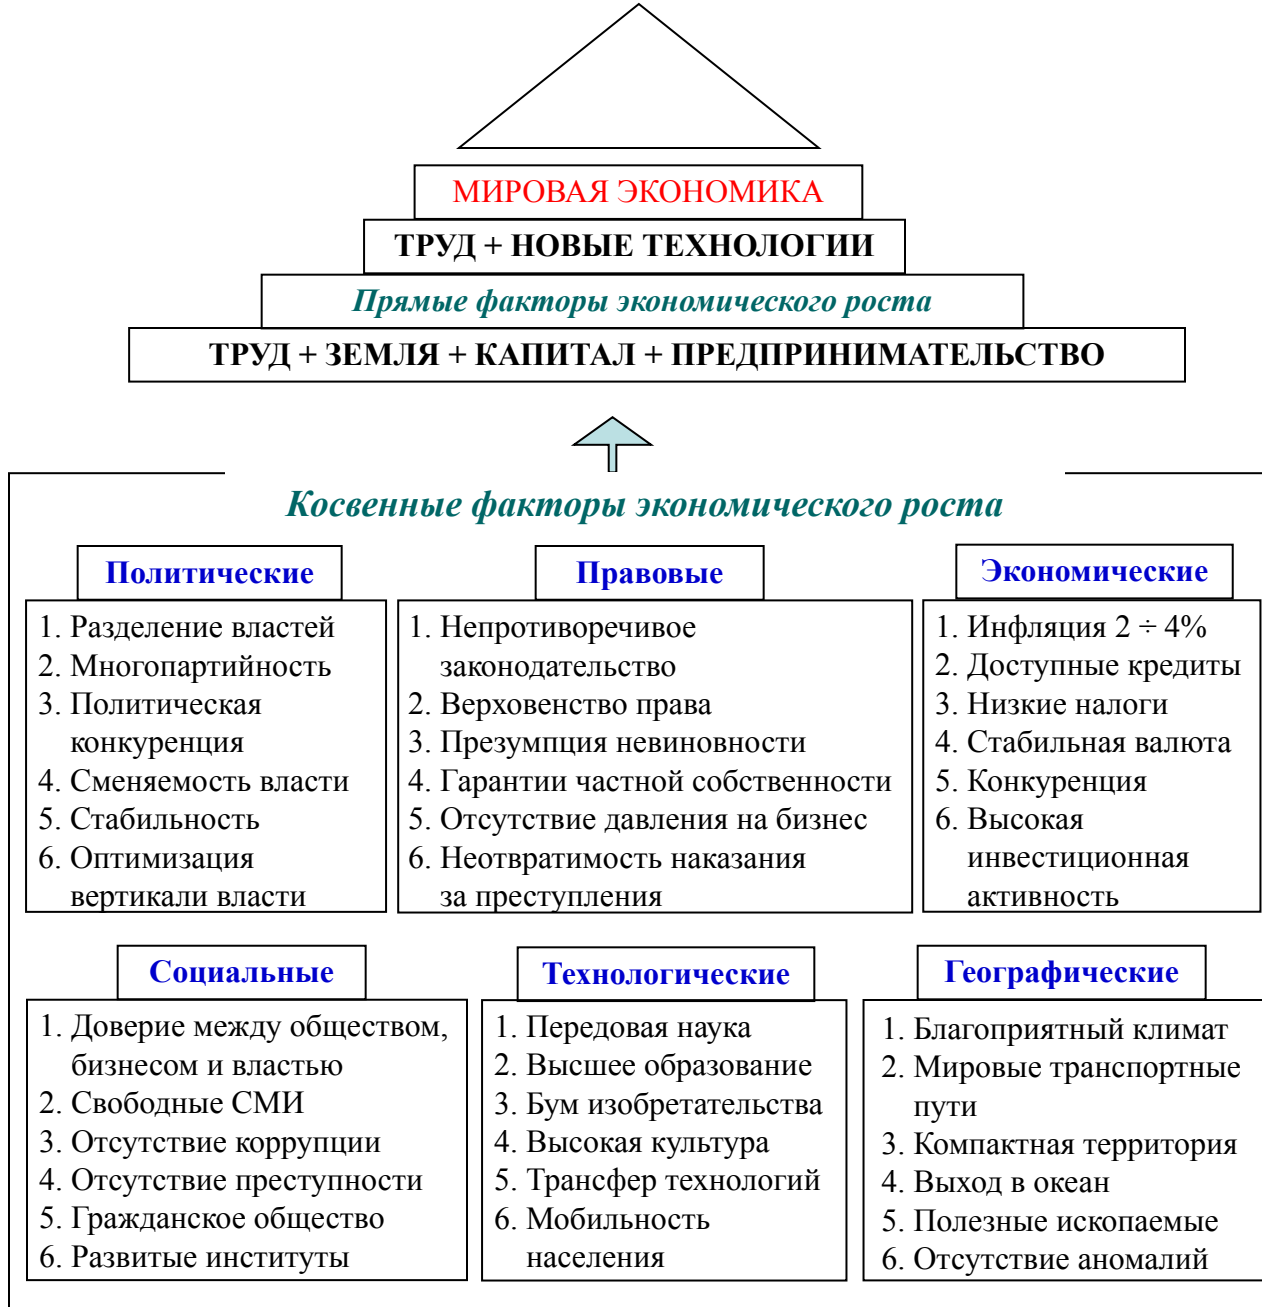 МИРОВАЯ ЭКОНОМИКА
ТРУД + НОВЫЕ ТЕХНОЛОГИИ
Прямые факторы экономического роста
ТРУД + ЗЕМЛЯ + КАПИТАЛ + ПРЕДПРИНИМАТЕЛЬСТВО
Косвенные факторы экономического роста
Политические
1. Разделение властей
2. Многопартийность
3. Политическая
конкуренция
4. Сменяемость власти
5. Стабильность
6. Оптимизация
вертикали власти
Правовые
1. Непротиворечивое
законодательство
2. Верховенство права
3. Презумпция невиновности
4. Гарантии частной собственности
5. Отсутствие давления на бизнес
6. Неотвратимость наказания
за преступления
Экономические
1. Инфляция 2 ÷ 4%
2. Доступные кредиты
3. Низкие налоги
4. Стабильная валюта
5. Конкуренция
6. Высокая
инвестиционная
активность
Социальные
1. Доверие между обществом,
бизнесом и властью
2. Свободные СМИ
3. Отсутствие коррупции
4. Отсутствие преступности
5. Гражданское общество
6. Развитые институты
Технологические
1. Передовая наука
2. Высшее образование
3. Бум изобретательства
4. Высокая культура
5. Трансфер технологий
6. Мобильность
населения
Географические
1. Благоприятный климат
2. Мировые транспортные
пути
3. Компактная территория
4. Выход в океан
5. Полезные ископаемые
6. Отсутствие аномалий